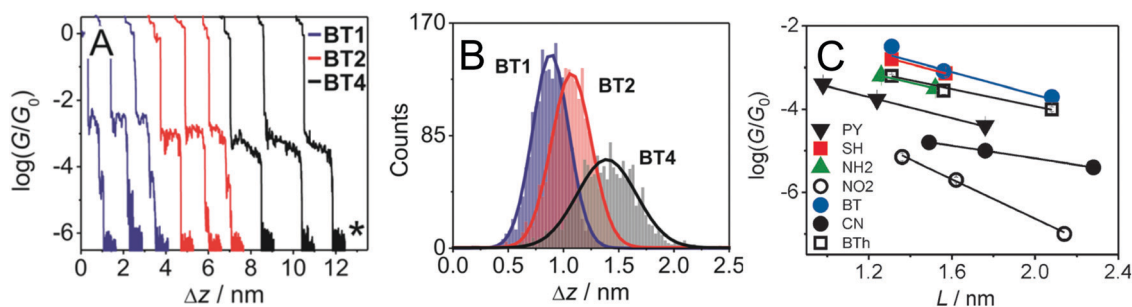 A
BT1
BT2
BT4
log(G/G0)
0
-2
-4
-6
*
0 2 4 6 8 10 12
Δz / nm
B
170
85
0
Counts
BT1
BT2
BT4
0.0 0.5 1.0 1.5 2.0 2.5
Δz / nm
C
-2
-4
-6
log(G/G0)
PY
SH
NH2
NO2
BT
CN
BTh
1.2 1.6 2.0 2.4
L / nm